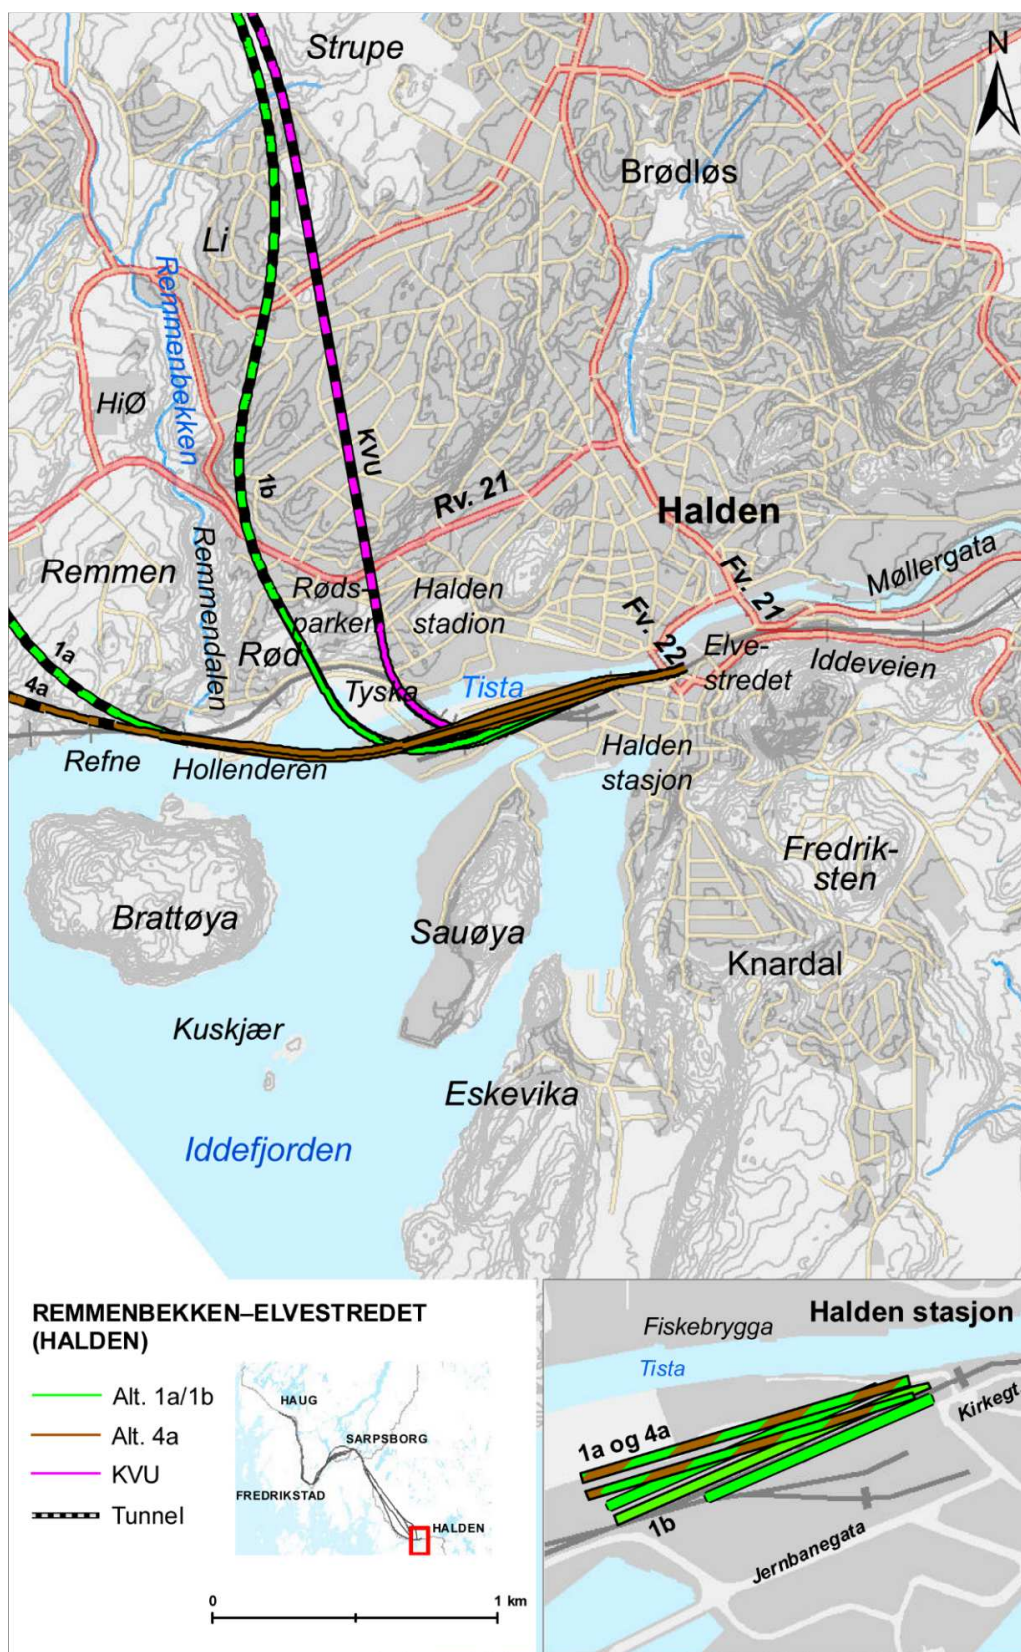 Strupe
N
Brødløs
Li
Remmenbekken
HiØ
KVU
1b
Rv. 21
Halden
Møllergata
Remmen
Remmendalen
Røds-
parken
Halden
stadion
Fv. 21
Fv. 22
Elve-
stredet
Iddeveien
1a
Rød
4a
Tyska
Tista
Refne
Hollenderen
Halden
stasjon
Fredrik-
sten
Brattøya
Sauøya
Knardal
Kuskjær
Eskevika
Iddefjorden
REMMENBEKKEN–ELVESTREDET
(HALDEN)
Alt. 1a/1b
Alt. 4a
KVU
Tunnel
HAUG
SARPSBORG
FREDRIKSTAD
HALDEN
0
1 km
Halden stasjon
Fiskebrygga
Tista
Kirkegt
1a og 4a
1b
Jernbanegata